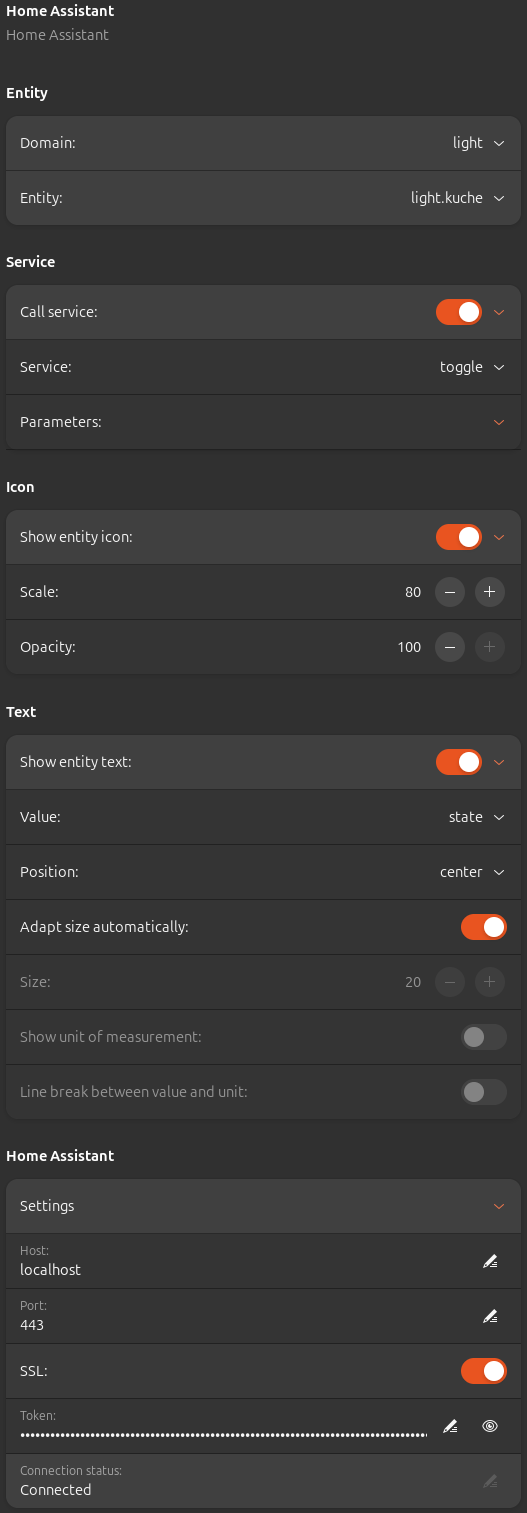 Home Assistant
Home Assistant
Entity
Domain: light
Entity: light.kuche
Service
Call service:
Service: toggle
Parameters:
Icon
Show entity icon:
Scale: 80
Opacity: 100
Text
Show entity text:
Value: state
Position: center
Adapt size automatically:
Size: 20
Show unit of measurement:
Line break between value and unit:
Home Assistant
Settings
Host:
localhost
Port:
443
SSL:
Token:
Connection status:
Connected